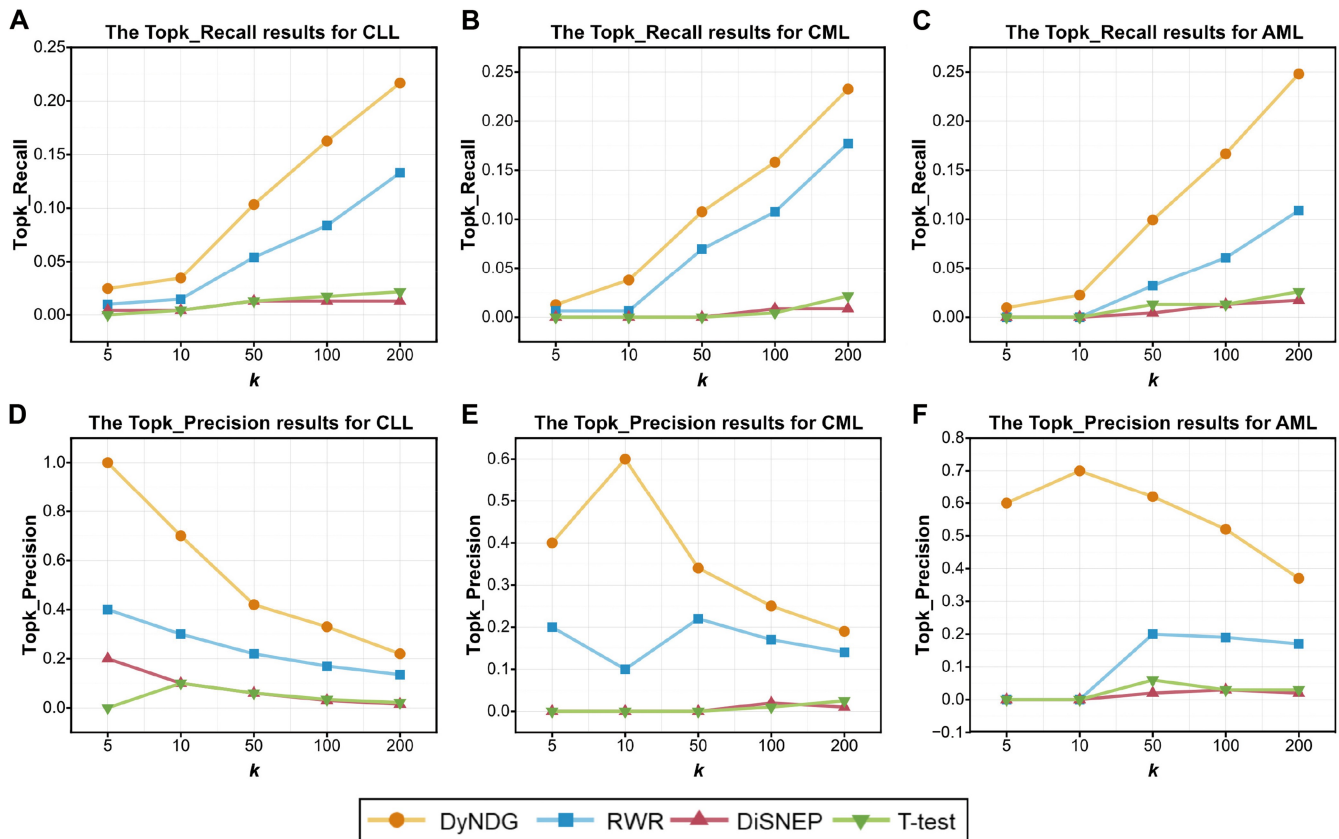 A
The Topk_Recall results for CLL
Topk_Recall
0.25
0.20
0.15
0.10
0.05
0.00
5 10 50 100 200
k
B
The Topk_Recall results for CML
Topk_Recall
0.25
0.20
0.15
0.10
0.05
0.00
5 10 50 100 200
k
C
The Topk_Recall results for AML
Topk_Recall
0.25
0.20
0.15
0.10
0.05
0.00
5 10 50 100 200
k
D
The Topk_Precision results for CLL
Topk_Precision
1.0
0.8
0.6
0.4
0.2
0.0
5 10 50 100 200
k
E
The Topk_Precision results for CML
Topk_Precision
0.6
0.5
0.4
0.3
0.2
0.1
0.0
5 10 50 100 200
k
F
The Topk_Precision results for AML
Topk_Precision
0.8
0.7
0.6
0.5
0.4
0.3
0.2
0.1
0.0
−0.1
5 10 50 100 200
k
DyNDG RWR DiSNEP T-test